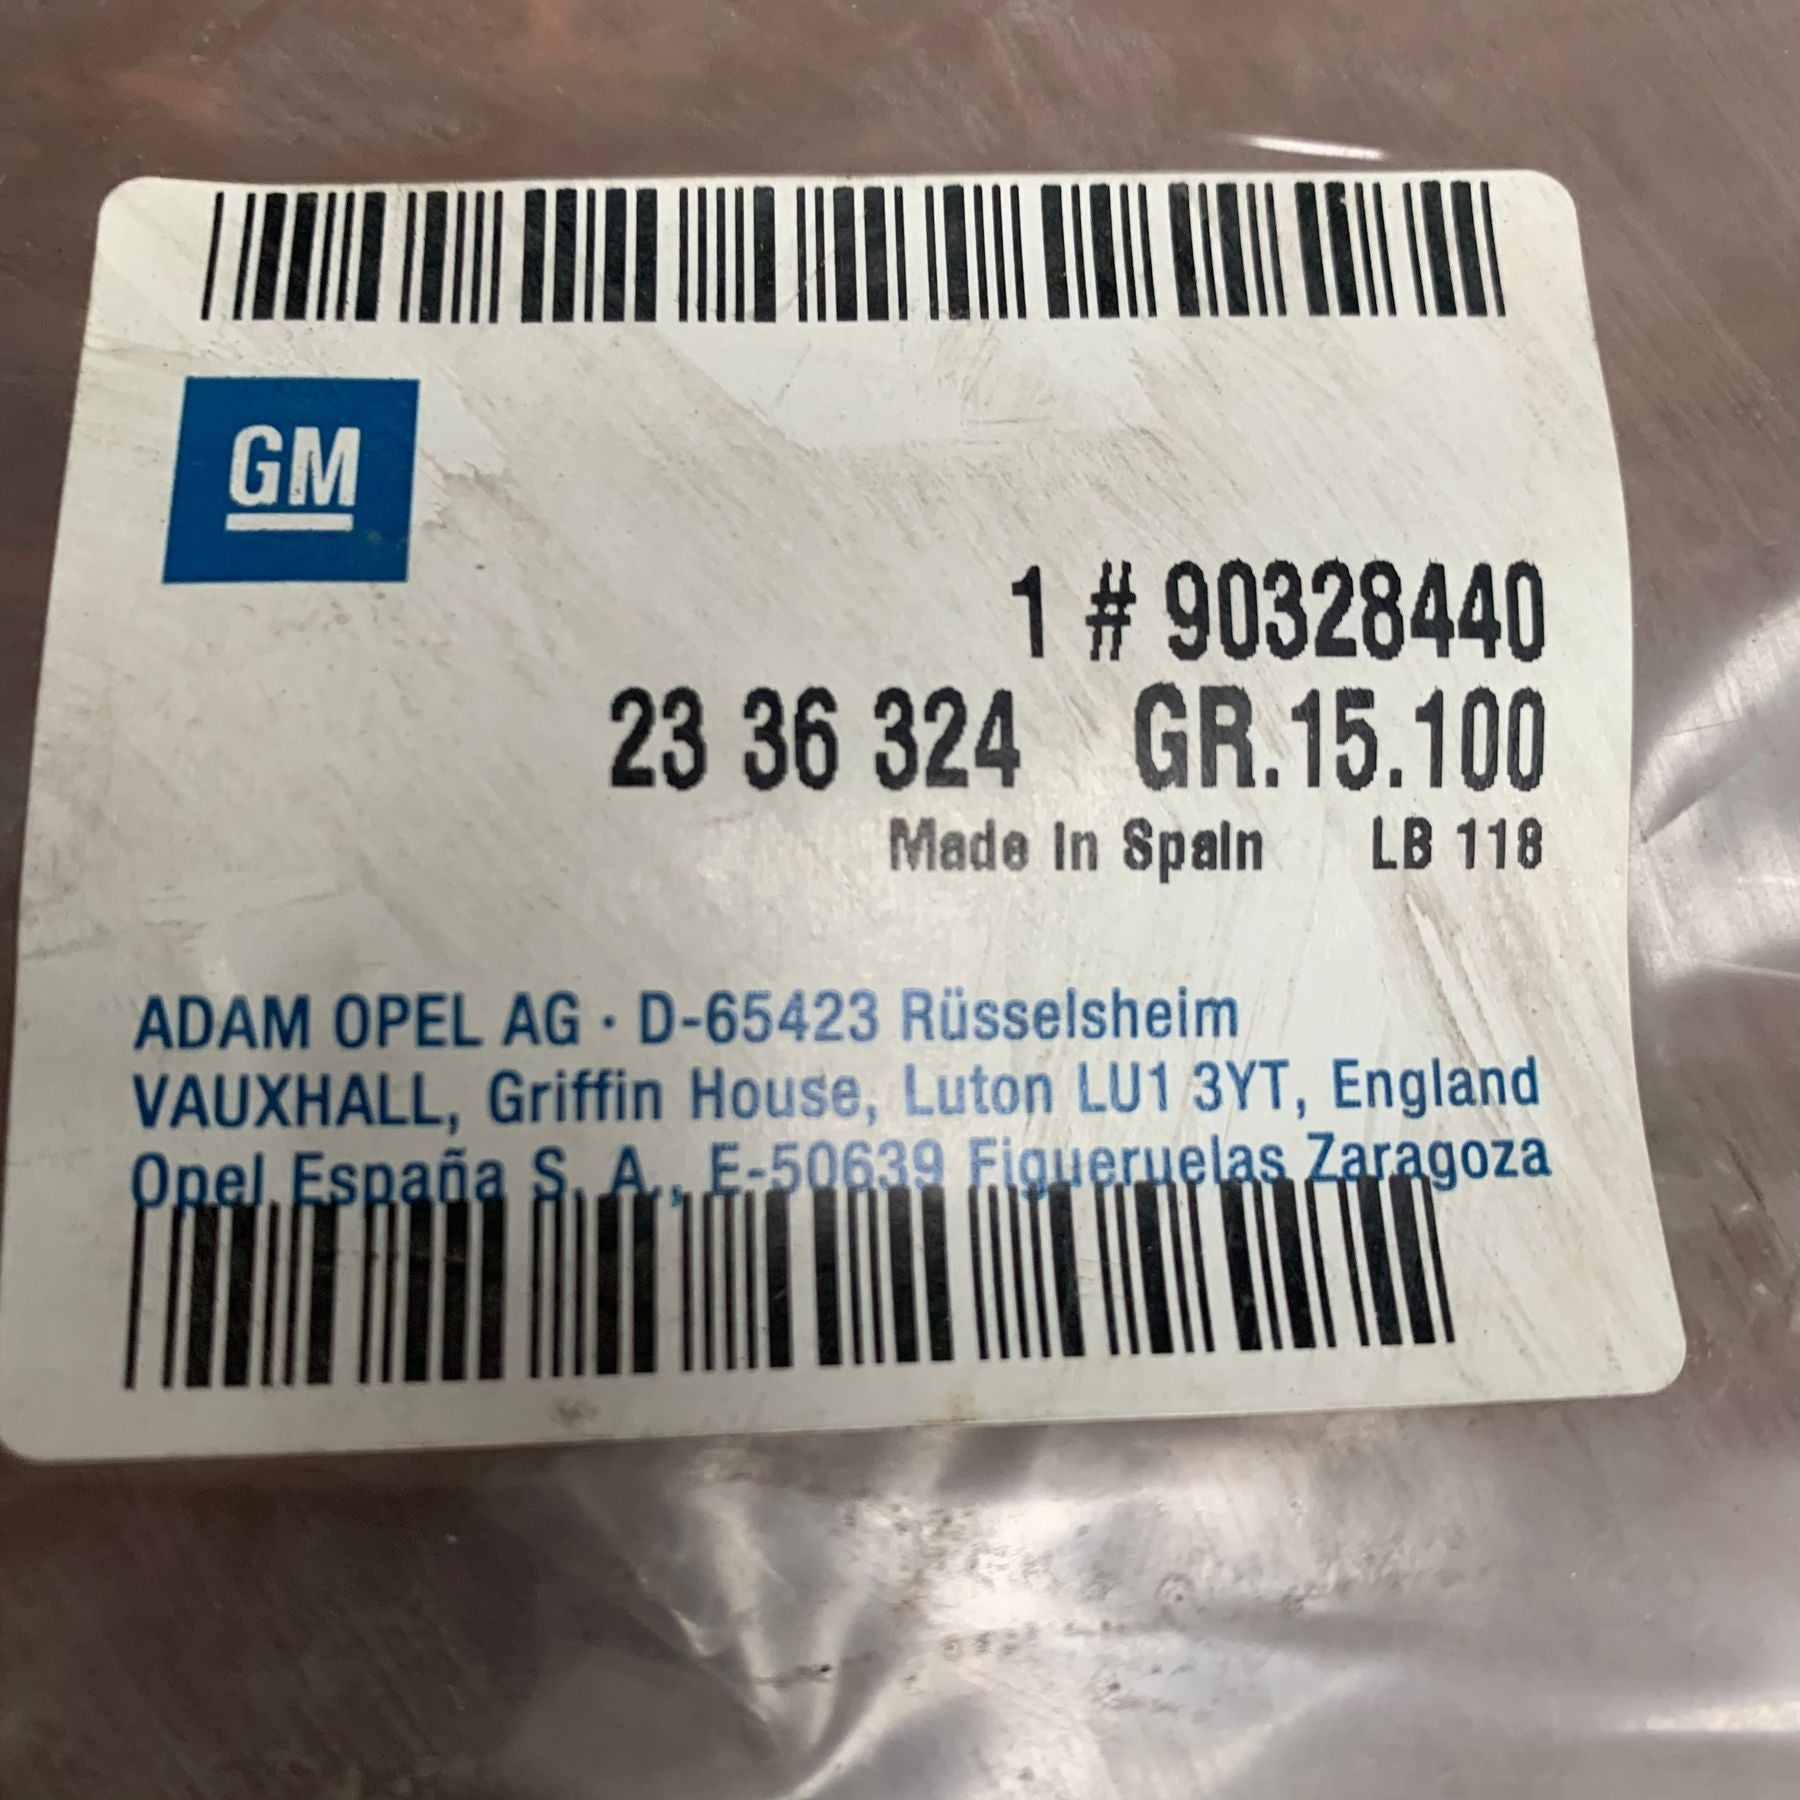 GM
1 # 90328440
23 36 324 GR.15.100
Made In Spain LB 118
ADAM OPEL AG · D-65423 Rüsselsheim
VAUXHALL, Griffin House, Luton LU1 3YT, England
Opel España S. A., E-50639 Figueruelas Zaragoza